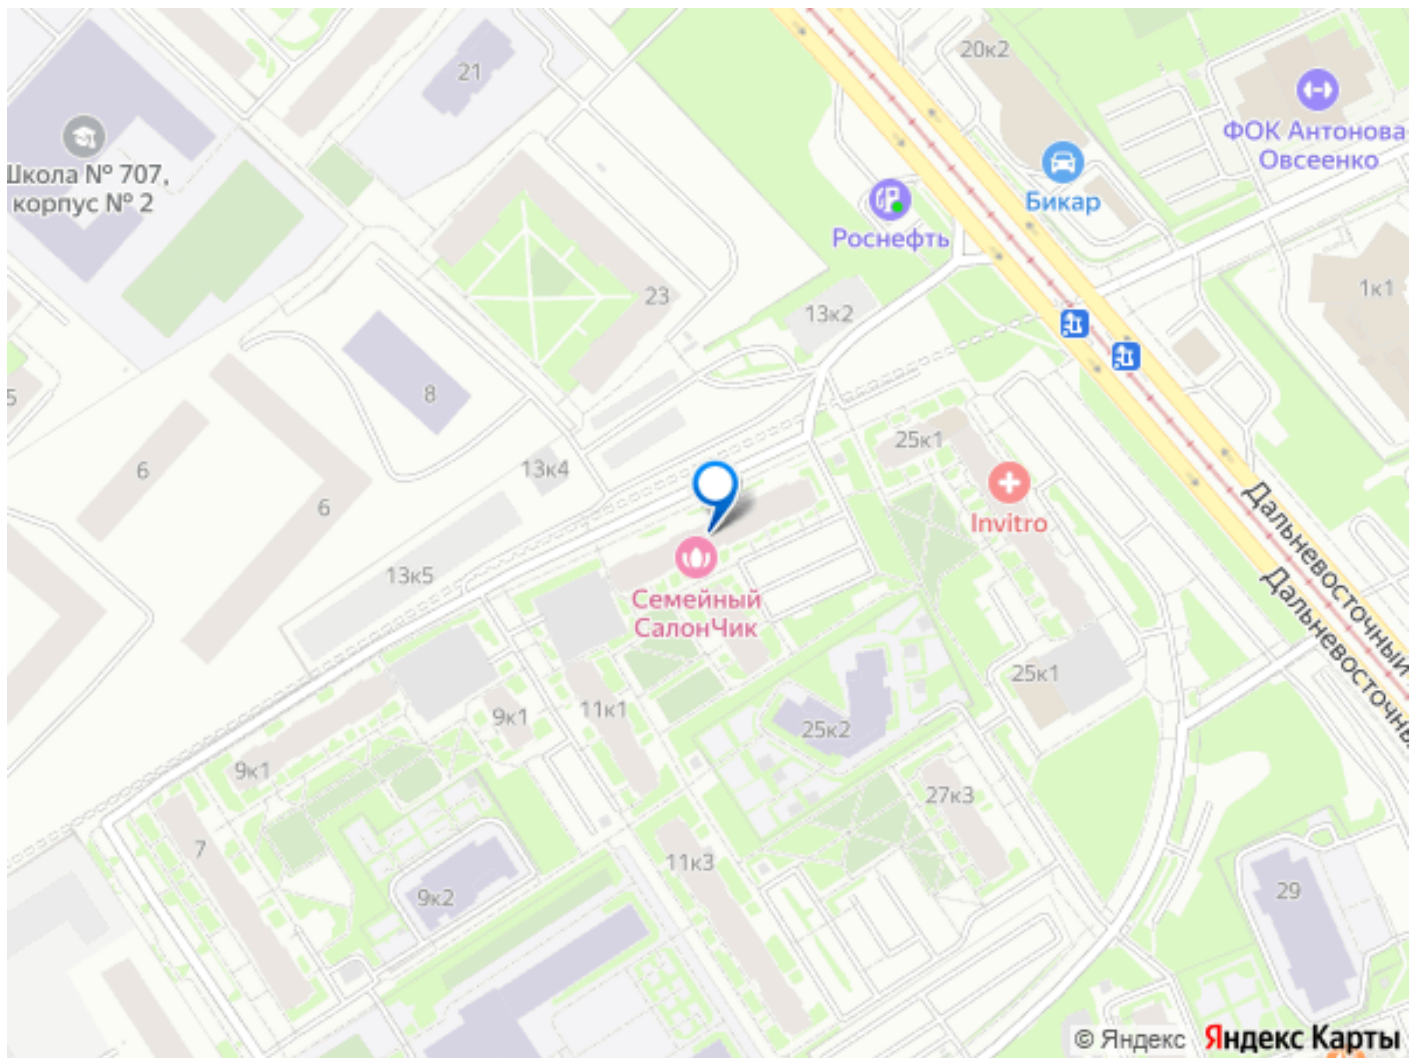 20к2
21
ФОК Антонова-
Овсеенко
Школа № 707,
корпус № 2
Бикар
Роснефть
1к1
23
13к2
8
5
25к1
6
13к4
6
Invitro
Дальневосточный
13к5
Семейный
СалонЧик
Дальневосточны
25к1
9к1
11к1
25к2
9к1
27к3
7
11к3
9к2
29
© Яндекс Яндекс Карты